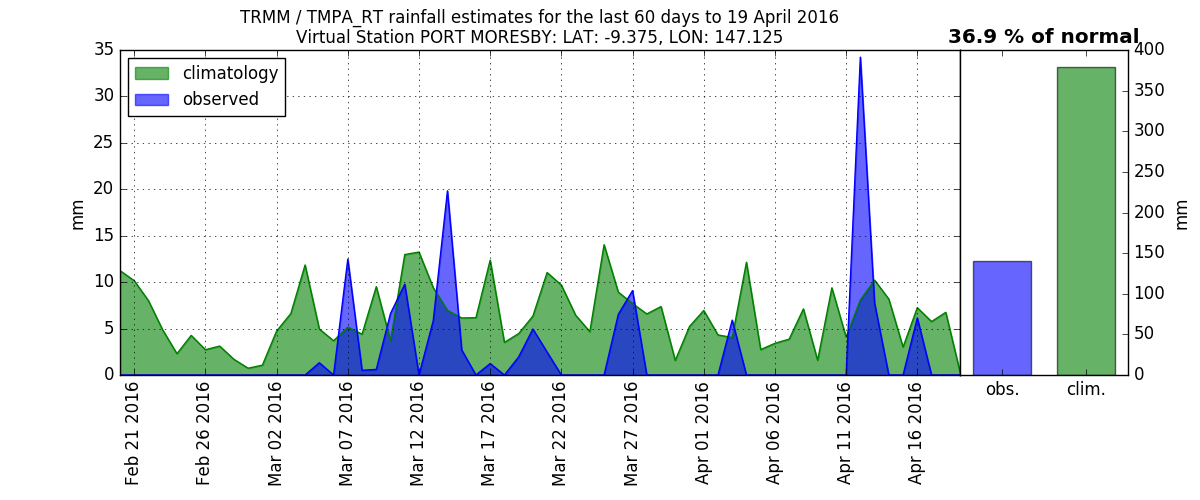 TRMM / TMPA_RT rainfall estimates for the last 60 days to 19 April 2016
Virtual Station PORT MORESBY: LAT: -9.375, LON: 147.125
36.9 % of normal
climatology
observed
35
30
25
20
15
10
5
0
mm
Feb 21 2016
Feb 26 2016
Mar 02 2016
Mar 07 2016
Mar 12 2016
Mar 17 2016
Mar 22 2016
Mar 27 2016
Apr 01 2016
Apr 06 2016
Apr 11 2016
Apr 16 2016
obs.
clim.
400
350
300
250
200
150
100
50
0
mm